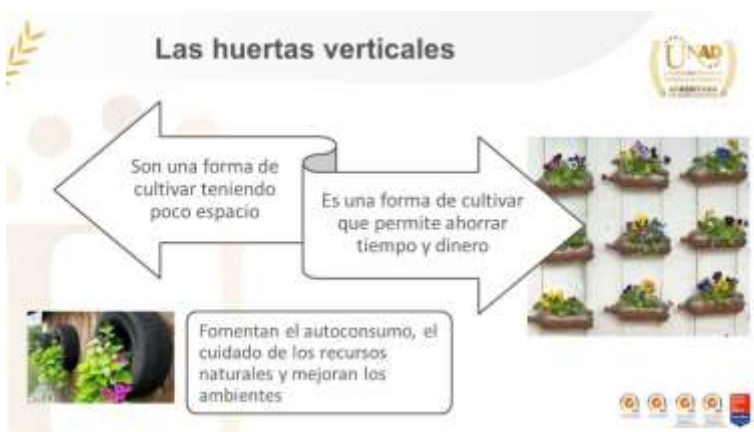 Las huertas verticales
UNAD
Son una forma de
cultivar teniendo
poco espacio
Es una forma de cultivar
que permite ahorrar
tiempo y dinero
Fomentan el autoconsumo, el
cuidado de los recursos
naturales y mejoran los
ambientes